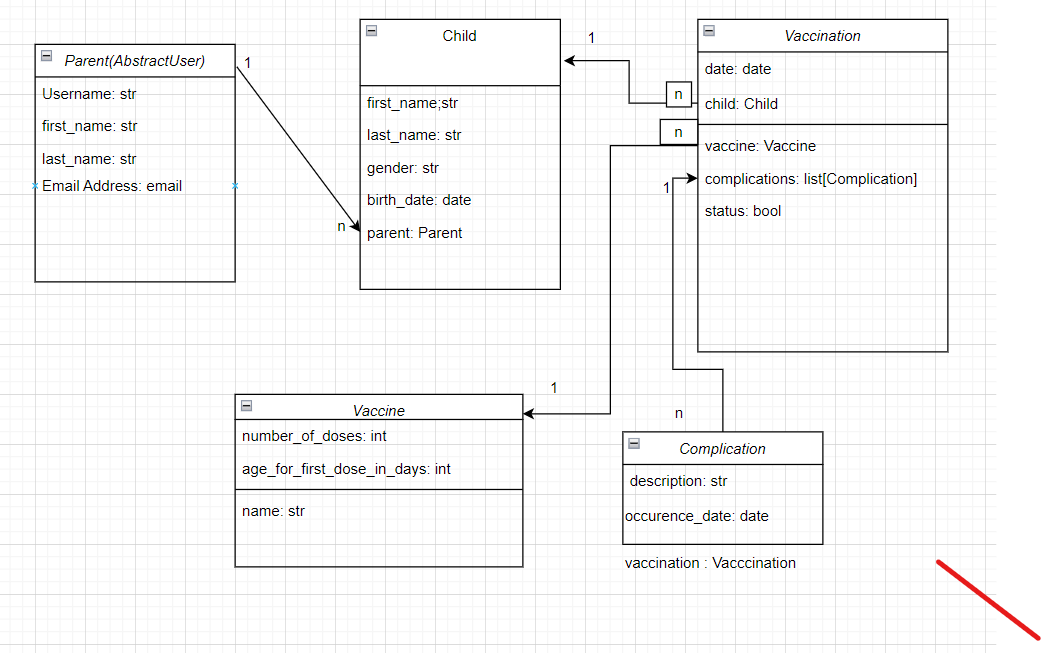 Parent(AbstractUser)
Username: str
first_name: str
last_name: str
Email Address: email
1
n
Child
first_name;str
last_name: str
gender: str
birth_date: date
parent: Parent
1
n
n
Vaccination
date: date
child: Child
vaccine: Vaccine
complications: list[Complication]
status: bool
1
1
n
Vaccine
number_of_doses: int
age_for_first_dose_in_days: int
name: str
Complication
description: str
occurence_date: date
vaccination : Vacccination